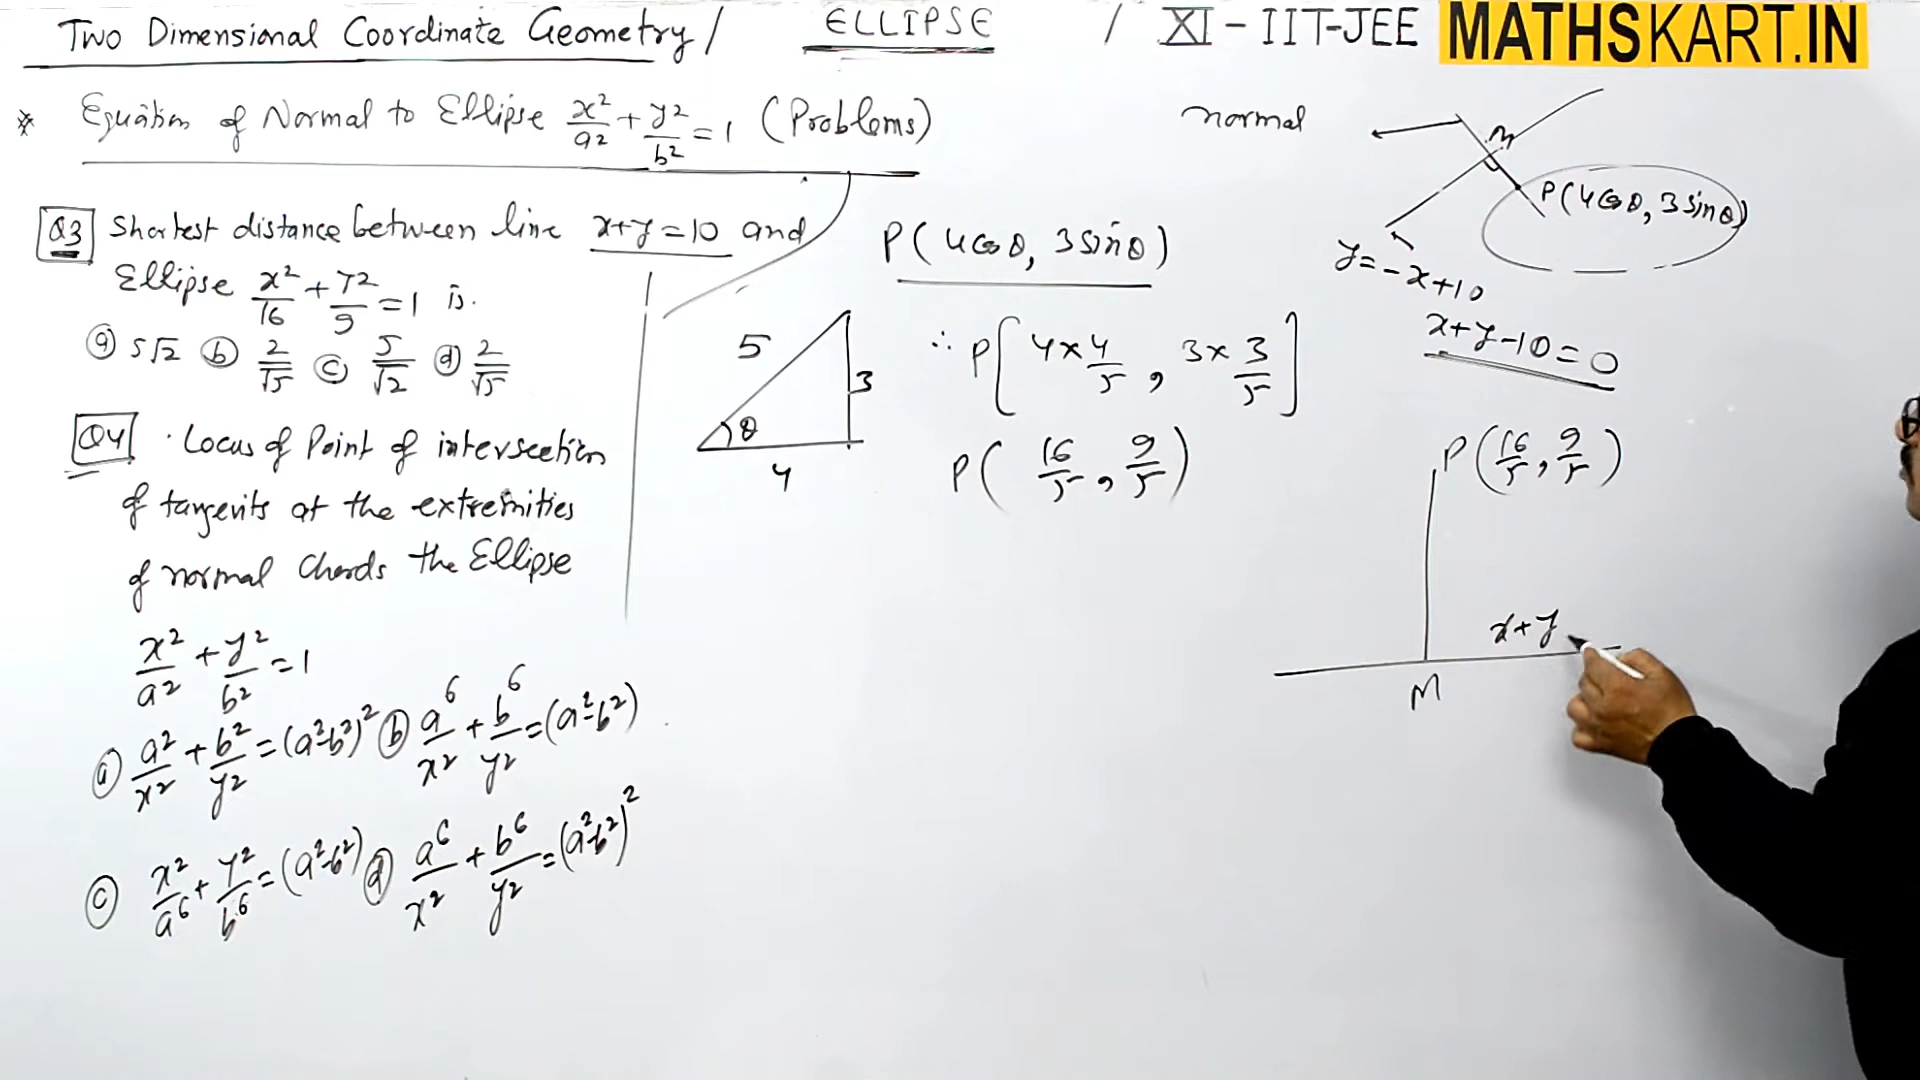 Two Dimensional Coordinate Geometry / ELLIPSE / XI - IIT-JEE MATHSKART.IN
* Equation of Normal to Ellipse x²/a² + y²/b² = 1 (Problems)
Q3 Shortest distance between line x+y=10 and
Ellipse x²/16 + y²/9 = 1 is.
(a) 5√2 (b) 2/√5 (c) 5/√2 (d) 2/√5
Q4 . Locus of Point of intersection
of tangents at the extremities
of normal Chords the Ellipse
x²/a² + y²/b² = 1
(a) a²/x² + b²/y² = (a²-b²)² (b) a⁶/x² + b⁶/y² = (a²-b²)
(c) x²/a⁶ + y²/b⁶ = (a²-b²) (d) a⁶/x² + b⁶/y² = (a²-b²)²
P(4cosθ, 3sinθ)
5
3
θ
4
∴ P[4×4/5, 3×3/5]
P(16/5, 9/5)
normal
M
P(4cosθ, 3sinθ)
y=-x+10
x+y-10=0
P(16/5, 9/5)
x+y
M